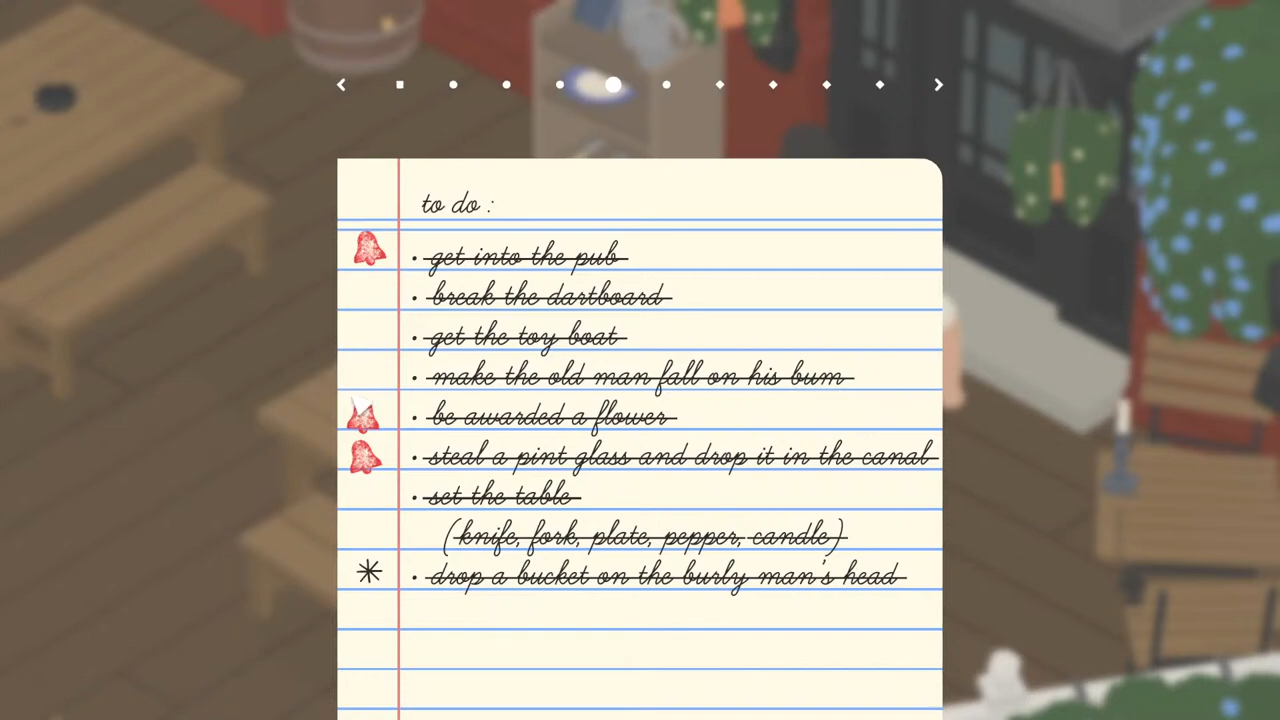 to do :
• get into the pub
• break the dartboard
• get the toy boat
• make the old man fall on his bum
• be awarded a flower
• steal a pint glass and drop it in the canal
• set the table
(knife, fork, plate, pepper, candle)
• drop a bucket on the burly man's head